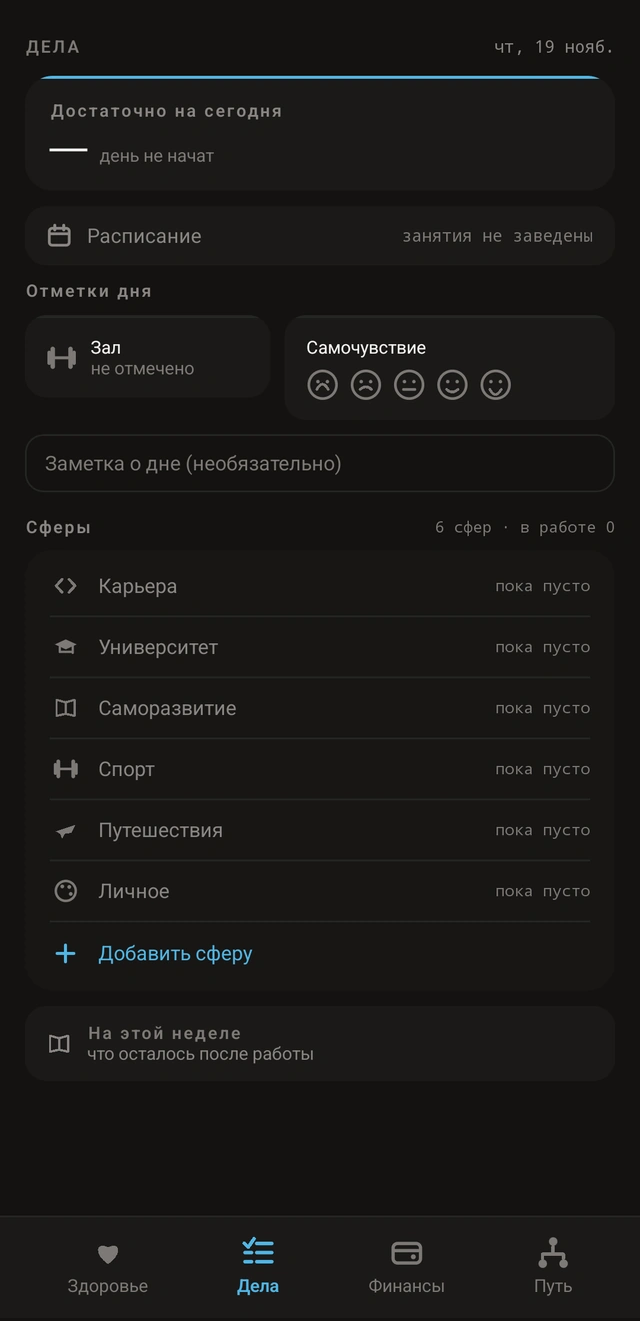 ДЕЛА
чт, 19 нояб.
Достаточно на сегодня
— день не начат
Расписание
занятия не заведены
Отметки дня
Зал
не отмечено
Самочувствие
Заметка о дне (необязательно)
Сферы
6 сфер · в работе 0
Карьера
пока пусто
Университет
пока пусто
Саморазвитие
пока пусто
Спорт
пока пусто
Путешествия
пока пусто
Личное
пока пусто
+ Добавить сферу
На этой неделе
что осталось после работы
Здоровье
Дела
Финансы
Путь